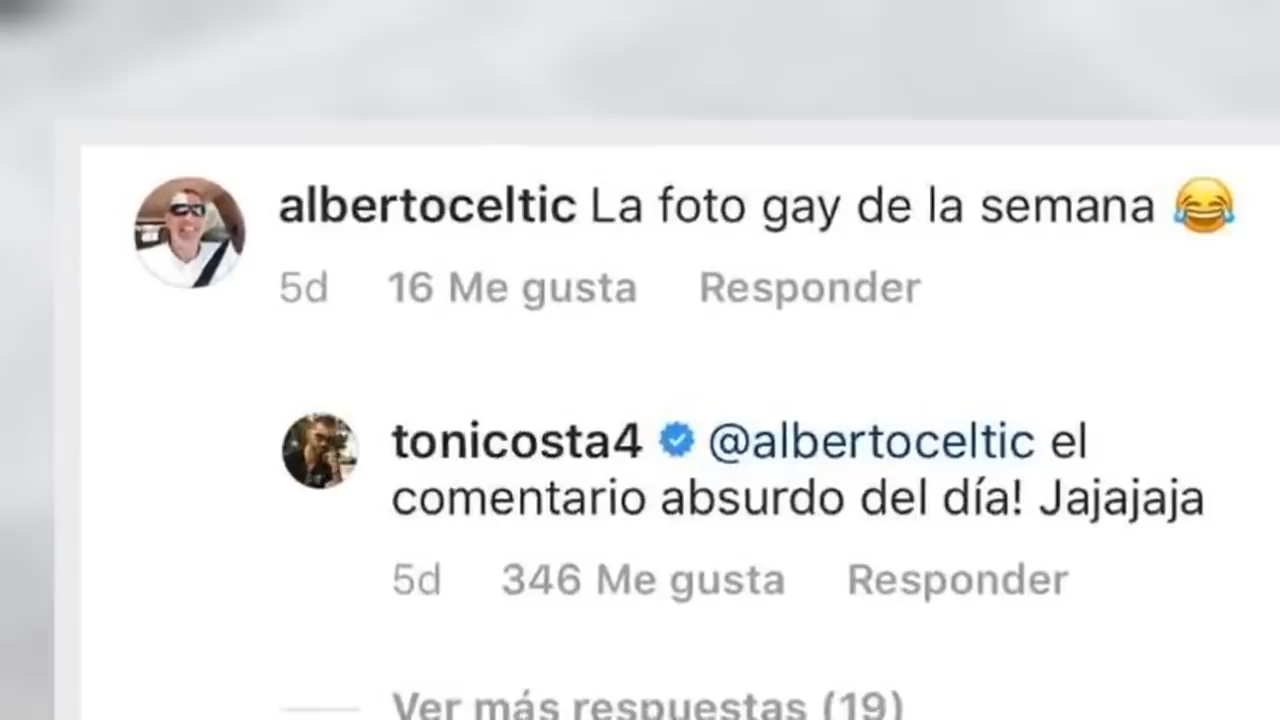 albertoceltic La foto gay de la semana 😂
5d 16 Me gusta Responder
tonicosta4 @albertoceltic el
comentario absurdo del día! Jajajaja
5d 346 Me gusta Responder
Ver más respuestas (19)